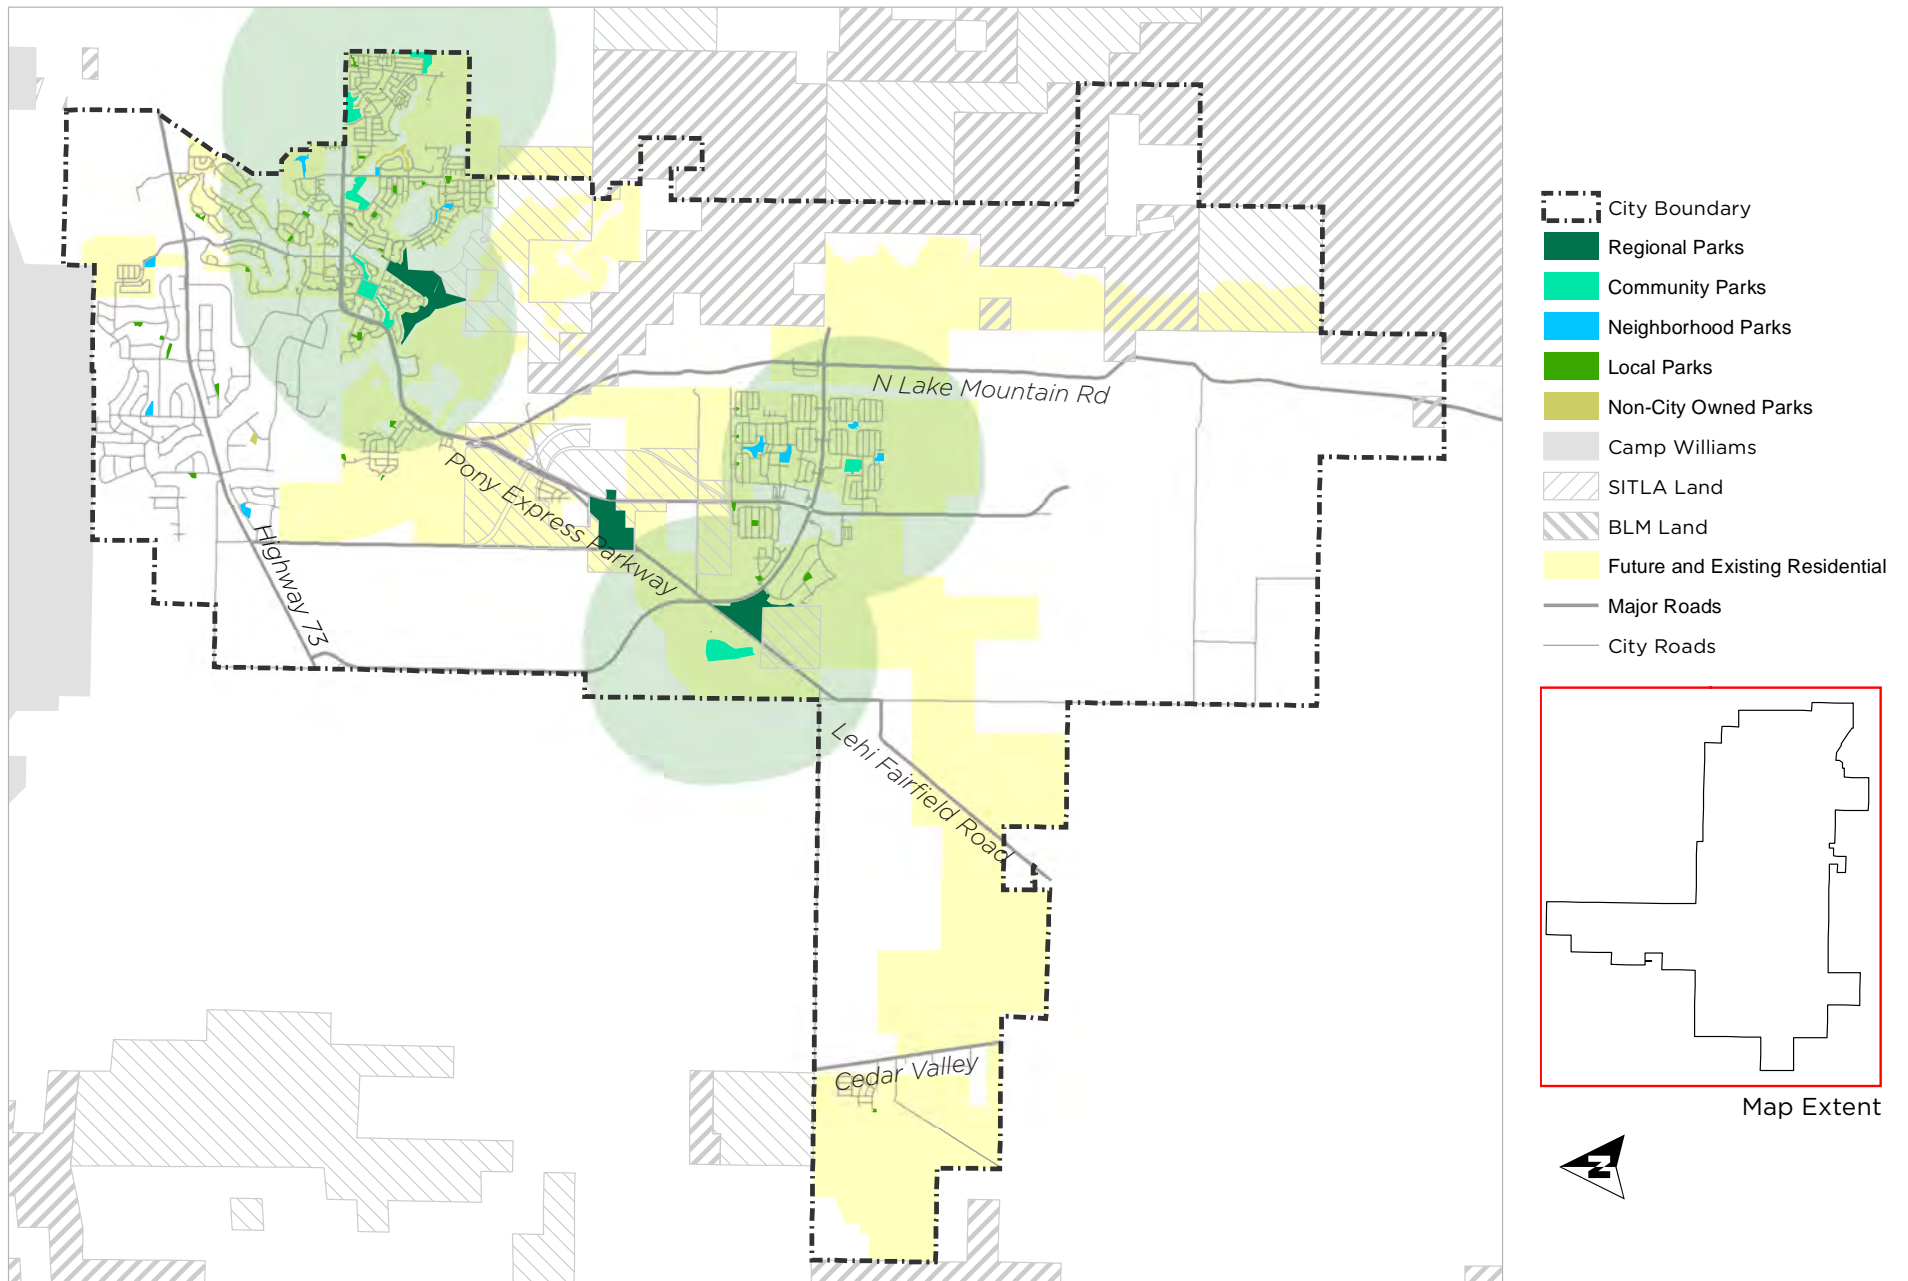 N Lake Mountain Rd
Pony Express Parkway
Highway 73
Lehi Fairfield Road
Cedar Valley
City Boundary
Regional Parks
Community Parks
Neighborhood Parks
Local Parks
Non-City Owned Parks
Camp Williams
SITLA Land
BLM Land
Future and Existing Residential
Major Roads
City Roads
Map Extent
N